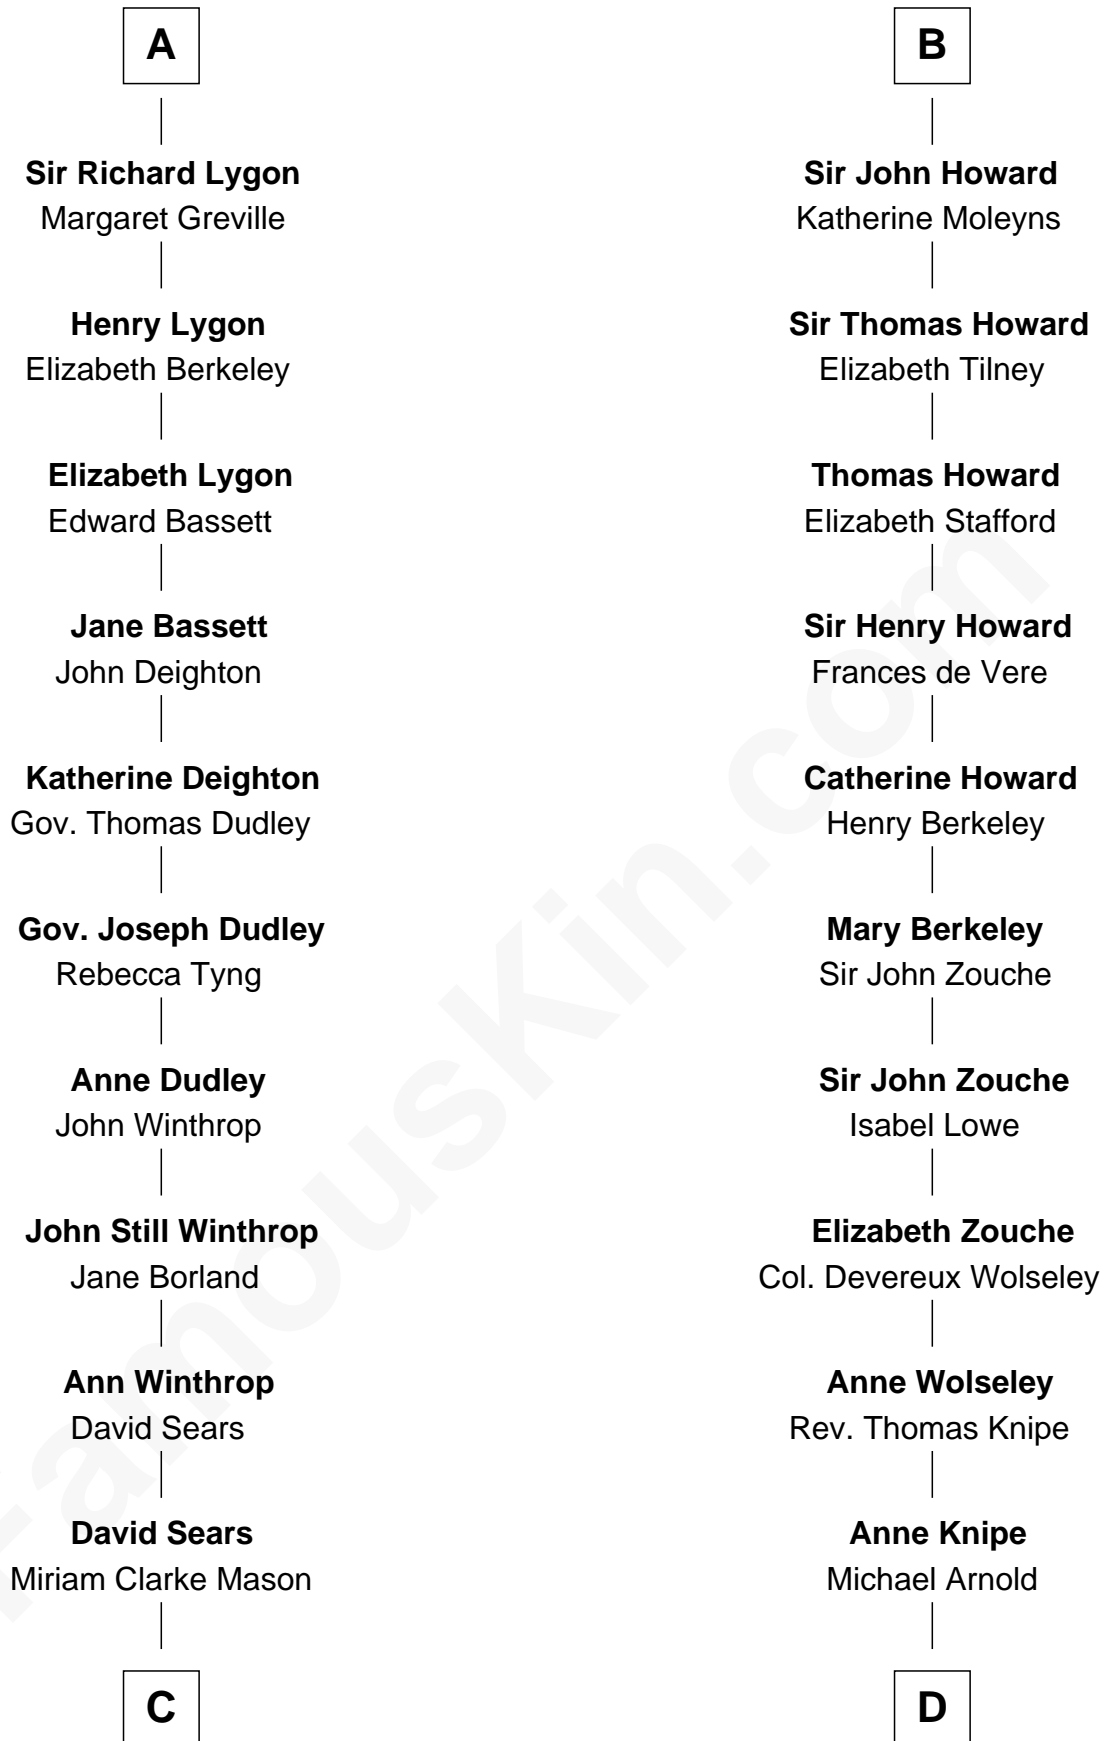 A
Sir Richard Lygon
Margaret Greville
Henry Lygon
Elizabeth Berkeley
Elizabeth Lygon
Edward Bassett
Jane Bassett
John Deighton
Katherine Deighton
Gov. Thomas Dudley
Gov. Joseph Dudley
Rebecca Tyng
Anne Dudley
John Winthrop
John Still Winthrop
Jane Borland
Ann Winthrop
David Sears
David Sears
Miriam Clarke Mason
C
B
Sir John Howard
Katherine Moleyns
Sir Thomas Howard
Elizabeth Tilney
Thomas Howard
Elizabeth Stafford
Sir Henry Howard
Frances de Vere
Catherine Howard
Henry Berkeley
Mary Berkeley
Sir John Zouche
Sir John Zouche
Isabel Lowe
Elizabeth Zouche
Col. Devereux Wolseley
Anne Wolseley
Rev. Thomas Knipe
Anne Knipe
Michael Arnold
D
FamousKin.com